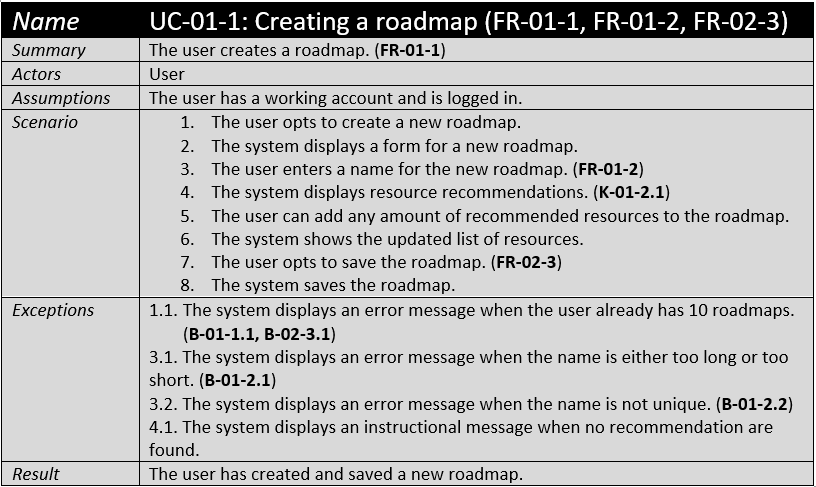 Name UC-01-1: Creating a roadmap (FR-01-1, FR-01-2, FR-02-3)
Summary The user creates a roadmap. (FR-01-1)
Actors User
Assumptions The user has a working account and is logged in.
Scenario 1. The user opts to create a new roadmap.
2. The system displays a form for a new roadmap.
3. The user enters a name for the new roadmap. (FR-01-2)
4. The system displays resource recommendations. (K-01-2.1)
5. The user can add any amount of recommended resources to the roadmap.
6. The system shows the updated list of resources.
7. The user opts to save the roadmap. (FR-02-3)
8. The system saves the roadmap.
Exceptions 1.1. The system displays an error message when the user already has 10 roadmaps.
(B-01-1.1, B-02-3.1)
3.1. The system displays an error message when the name is either too long or too
short. (B-01-2.1)
3.2. The system displays an error message when the name is not unique. (B-01-2.2)
4.1. The system displays an instructional message when no recommendation are
found.
Result The user has created and saved a new roadmap.